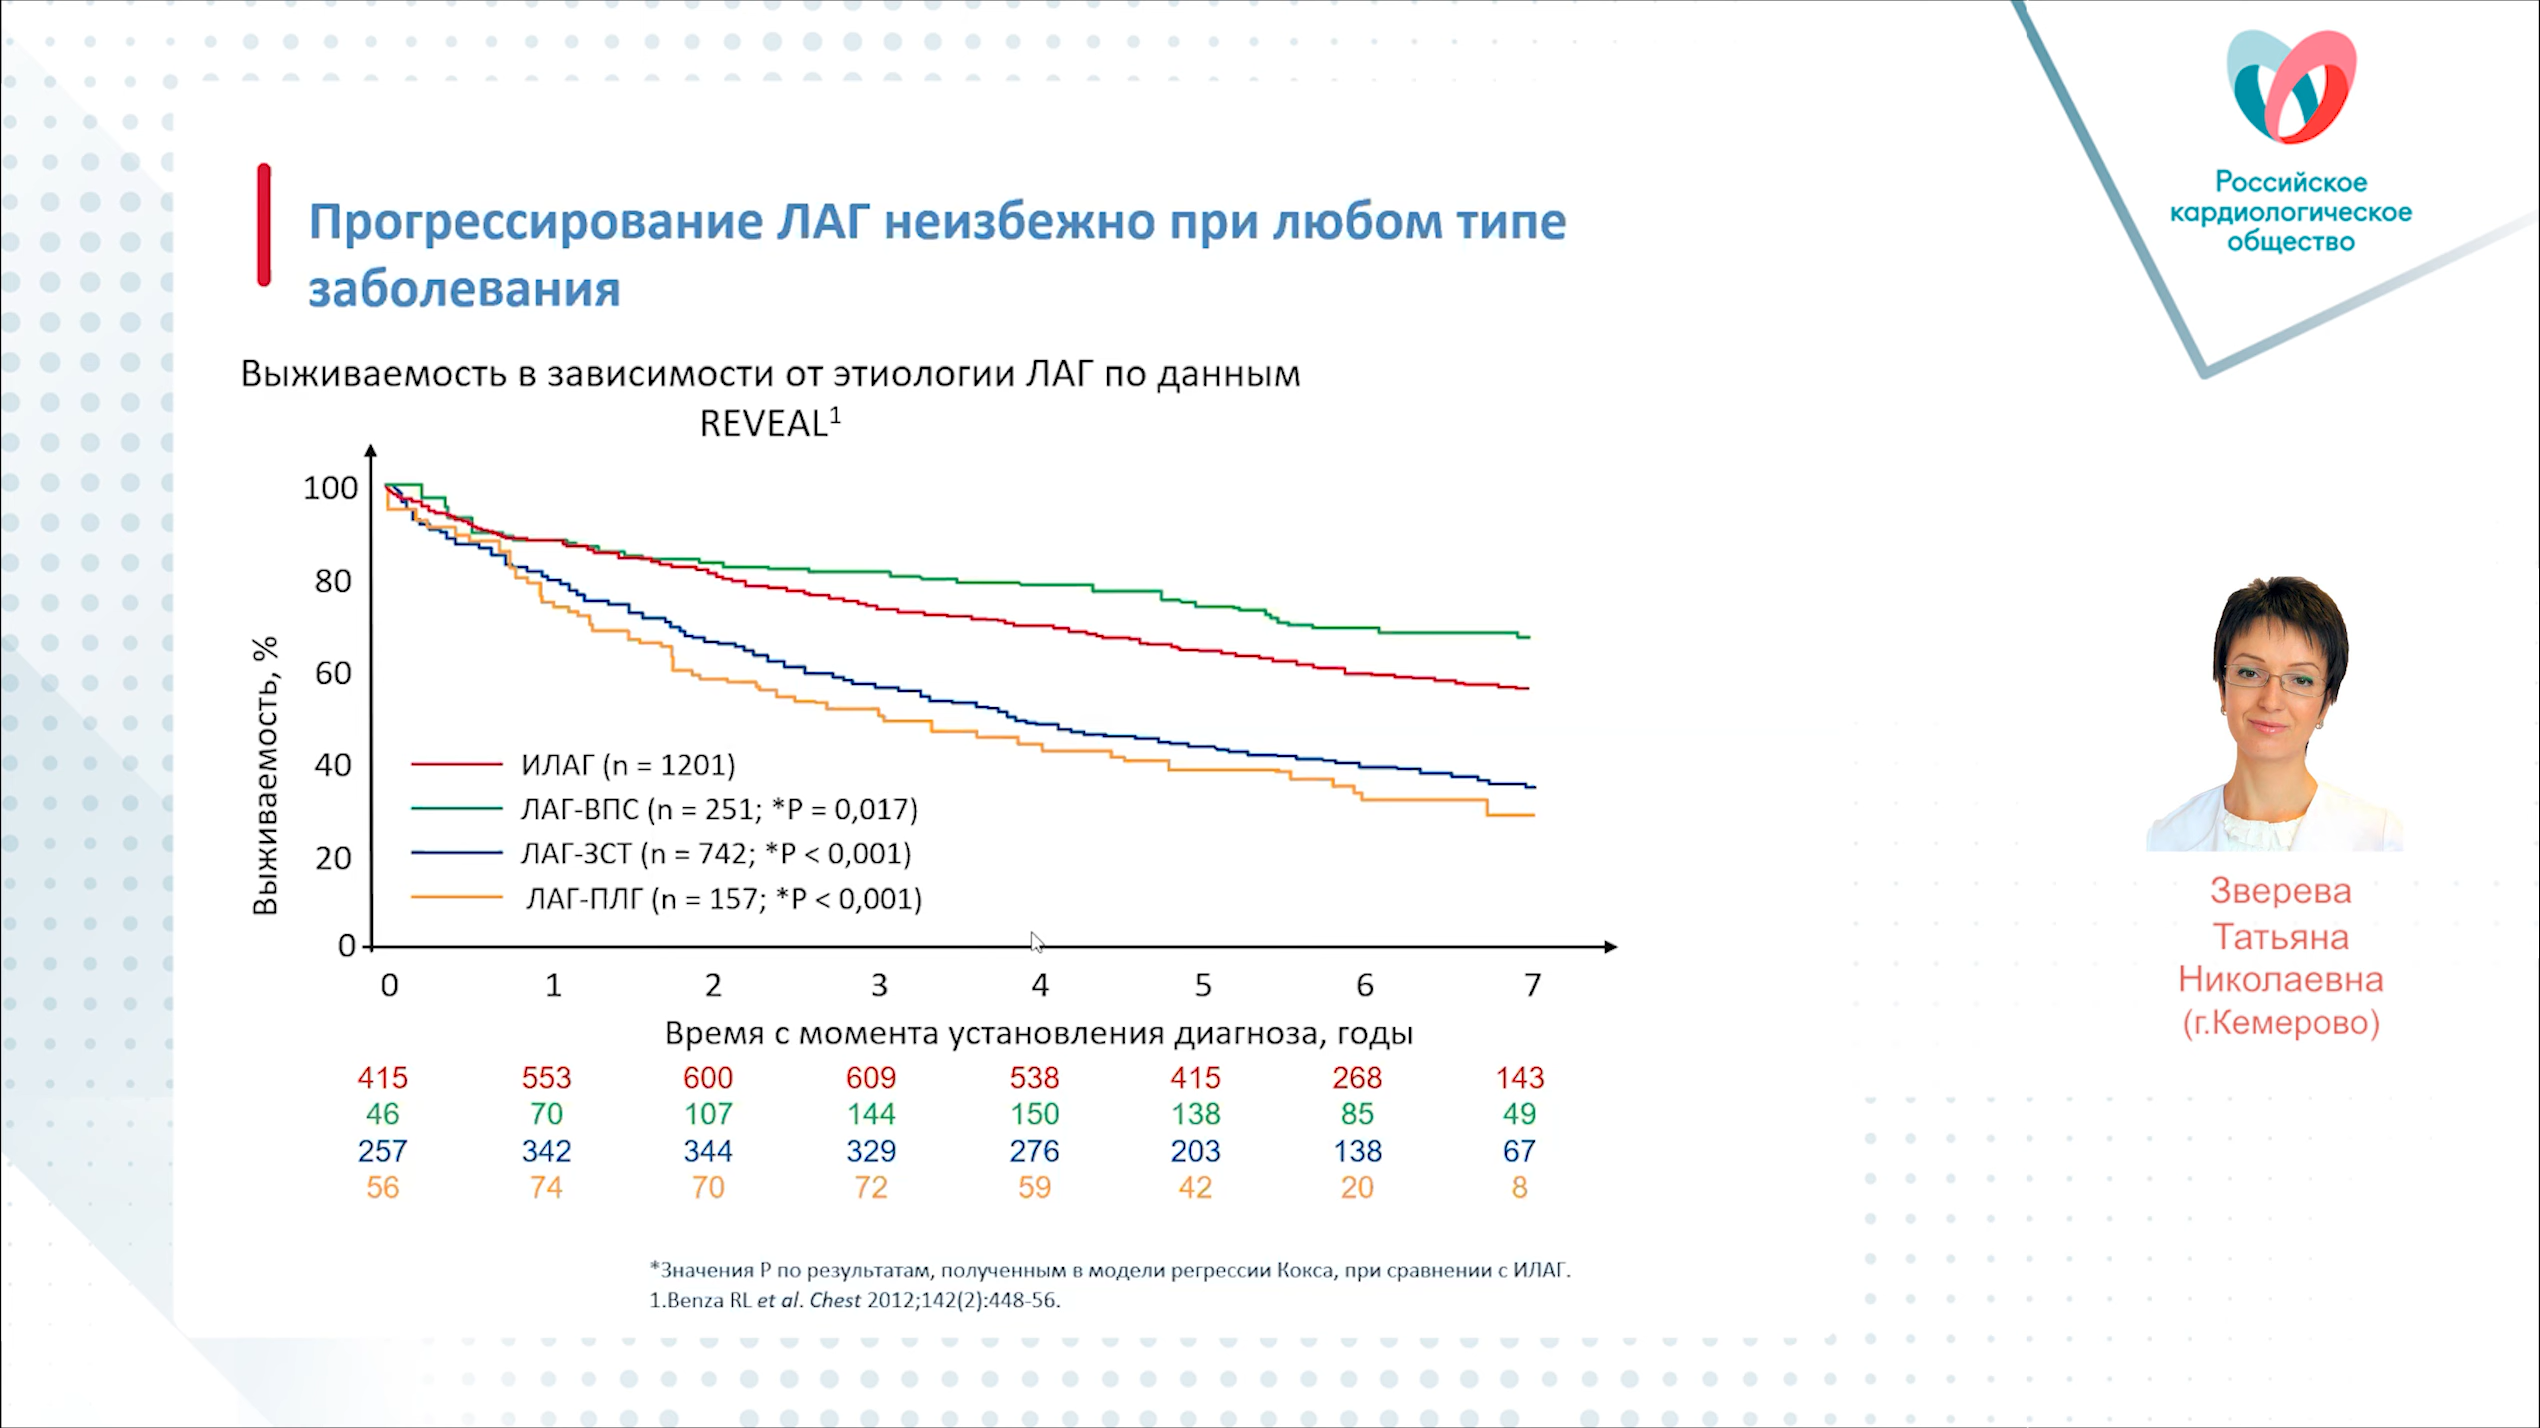 Российское
кардиологическое
общество
Прогрессирование ЛАГ неизбежно при любом типе
заболевания
Выживаемость в зависимости от этиологии ЛАГ по данным
REVEAL¹
Выживаемость, %
100
80
60
40
20
0
ИЛАГ (n = 1201)
ЛАГ-ВПС (n = 251; *P = 0,017)
ЛАГ-ЗСТ (n = 742; *P < 0,001)
ЛАГ-ПЛГ (n = 157; *P < 0,001)
0 1 2 3 4 5 6 7
Время с момента установления диагноза, годы
415 553 600 609 538 415 268 143
46 70 107 144 150 138 85 49
257 342 344 329 276 203 138 67
56 74 70 72 59 42 20 8
*Значения P по результатам, полученным в модели регрессии Кокса, при сравнении с ИЛАГ.
1.Benza RL et al. Chest 2012;142(2):448-56.
Зверева
Татьяна
Николаевна
(г.Кемерово)